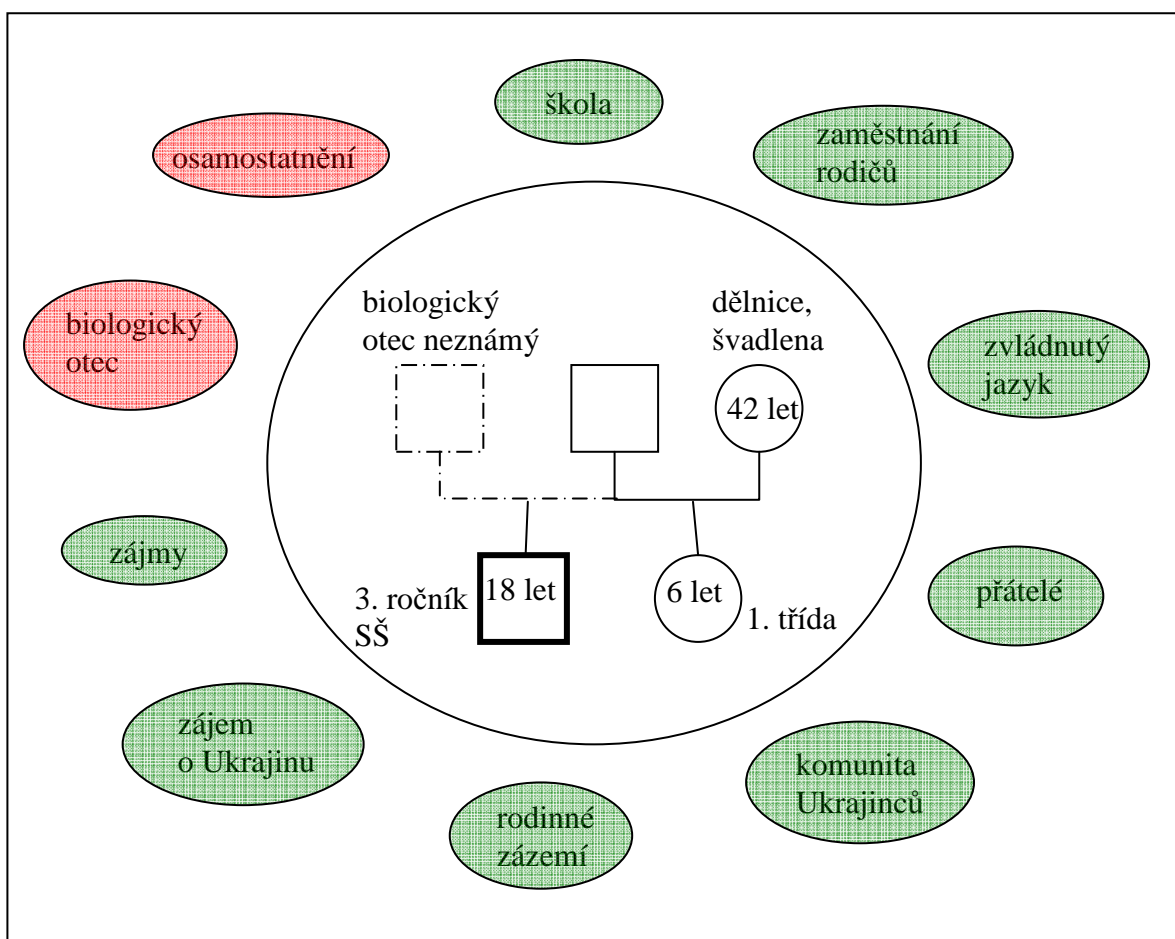 škola
osamostatnění
zaměstnání
rodičů
biologický
otec
biologický
otec neznámý
dělnice,
švadlena
42 let
zvládnutý
jazyk
zájmy
3. ročník
SŠ
18 let
6 let
1. třída
přátelé
zájem
o Ukrajinu
rodinné
zázemí
komunita
Ukrajinců